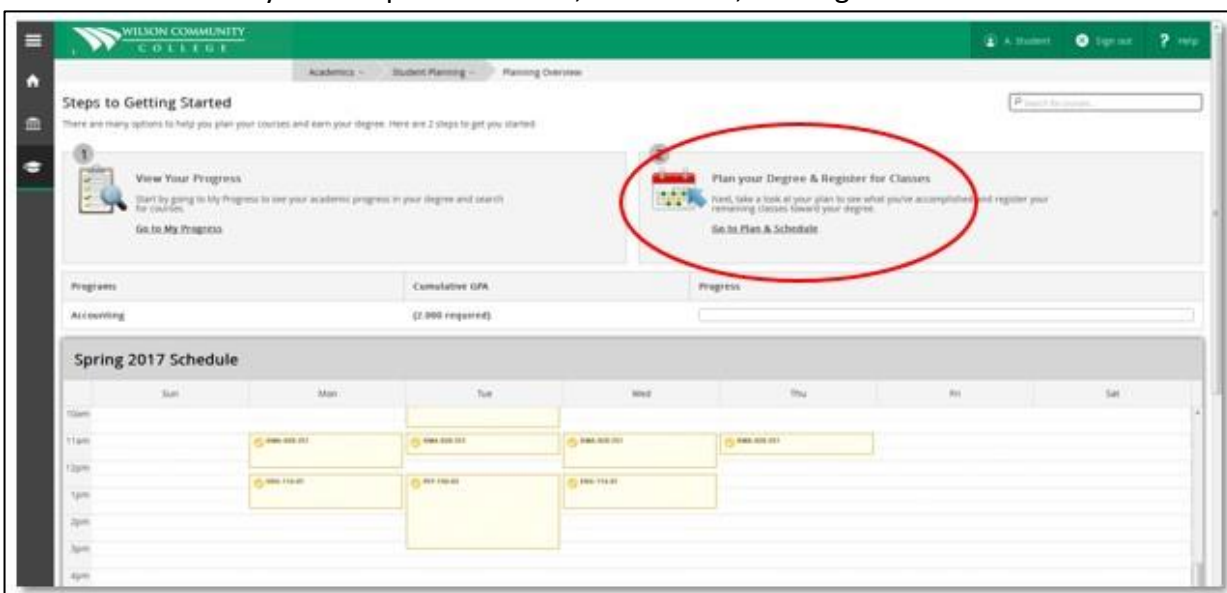 WILSON COMMUNITY
COLLEGE
A. Student Sign out ? Help
Academics Student Planning Planning Overview
Steps to Getting Started
Search for courses...
There are many options to help you plan your courses and earn your degree. Here are 2 steps to get you started:
1
View Your Progress
Start by going to My Progress to see your academic progress in your degree and search
for courses.
Go to My Progress
2
Plan your Degree & Register for Classes
Next, take a look at your plan to see what you've accomplished and register your
remaining classes toward your degree.
Go to Plan & Schedule
Programs Cumulative GPA Progress
Accounting (2.000 required)
Spring 2017 Schedule
Sun Mon Tue Wed Thu Fri Sat
10am
11am
12pm
1pm
2pm
3pm
4pm